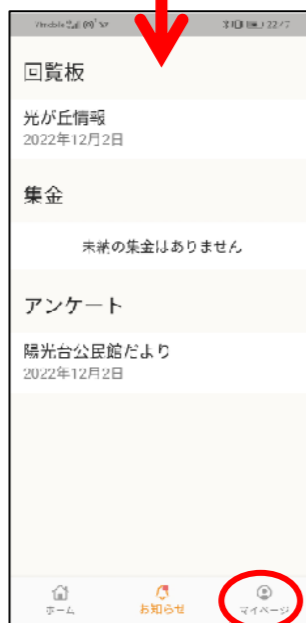 22:47
回覧板
光が丘情報
2022年12月2日
集金
未納の集金はありません
アンケート
陽光台公民館だより
2022年12月2日
ホーム
お知らせ
マイページ